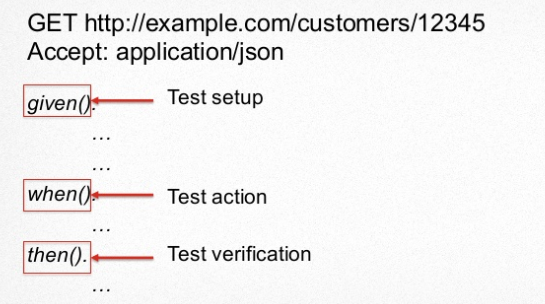 GET http://example.com/customers/12345
Accept: application/json
given(). Test setup
...
...
when(). Test action
...
then(). Test verification
...